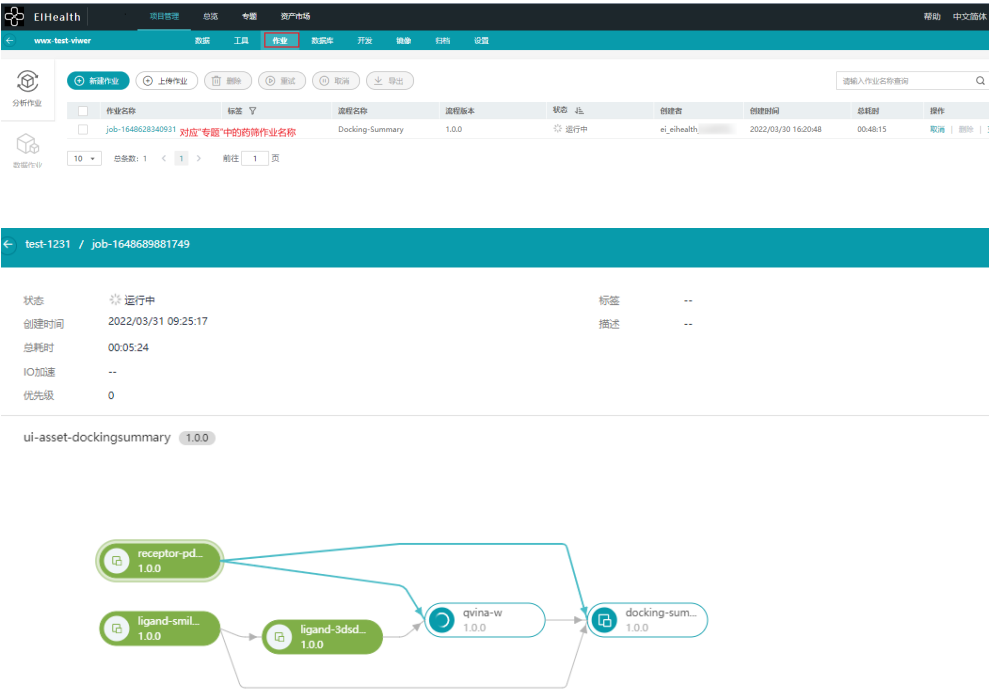 EIHealth 项目管理 总览 专题 资产市场 帮助 中文简体
wwx-test-viwer 数据 工具 作业 数据库 开发 镜像 归档 设置
分析作业
数据作业
新建作业 上传作业 删除 重试 取消 导出 请输入作业名称查询
作业名称 标签 流程名称 流程版本 状态 创建者 创建时间 总耗时 操作
job-1648628340931 对应"专题"中的药筛作业名称 Docking-Summary 1.0.0 运行中 ei_eihealth_ 2022/03/30 16:20:48 00:48:15 取消 | 删除 |
10 总条数: 1 < 1 > 前往 1 页
test-1231 / job-1648689881749
状态 运行中 标签 --
创建时间 2022/03/31 09:25:17 描述 --
总耗时 00:05:24
IO加速 --
优先级 0
ui-asset-dockingsummary 1.0.0
receptor-pd...
1.0.0
ligand-smil...
1.0.0
ligand-3dsd...
1.0.0
qvina-w
1.0.0
docking-sum...
1.0.0